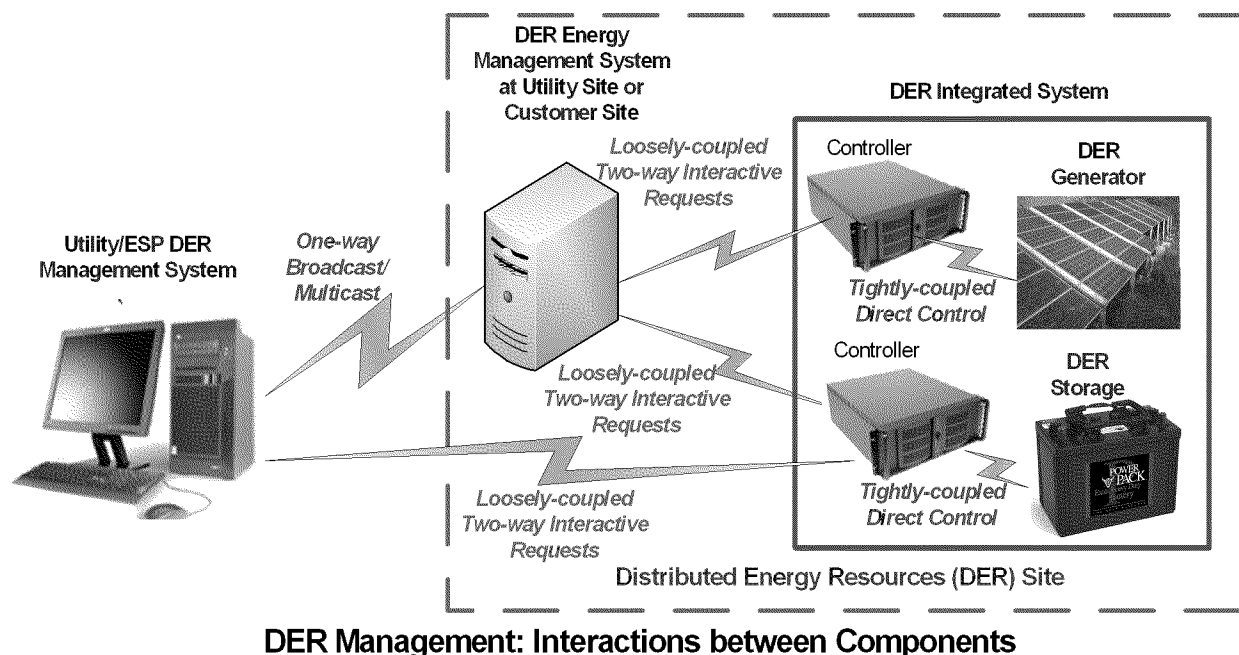 DER Energy
Management System
at Utility Site or
Customer Site
DER Integrated System
Loosely-coupled
Two-way Interactive
Requests
Controller
DER
Generator
Utility/ESP DER
Management System
One-way
Broadcast/
Multicast
Tightly-coupled
Direct Control
Controller
DER
Storage
Loosely-coupled
Two-way Interactive
Requests
POWER
PACK
Battery
Tightly-coupled
Direct Control
Loosely-coupled
Two-way Interactive
Requests
Distributed Energy Resources (DER) Site
DER Management: Interactions between Components